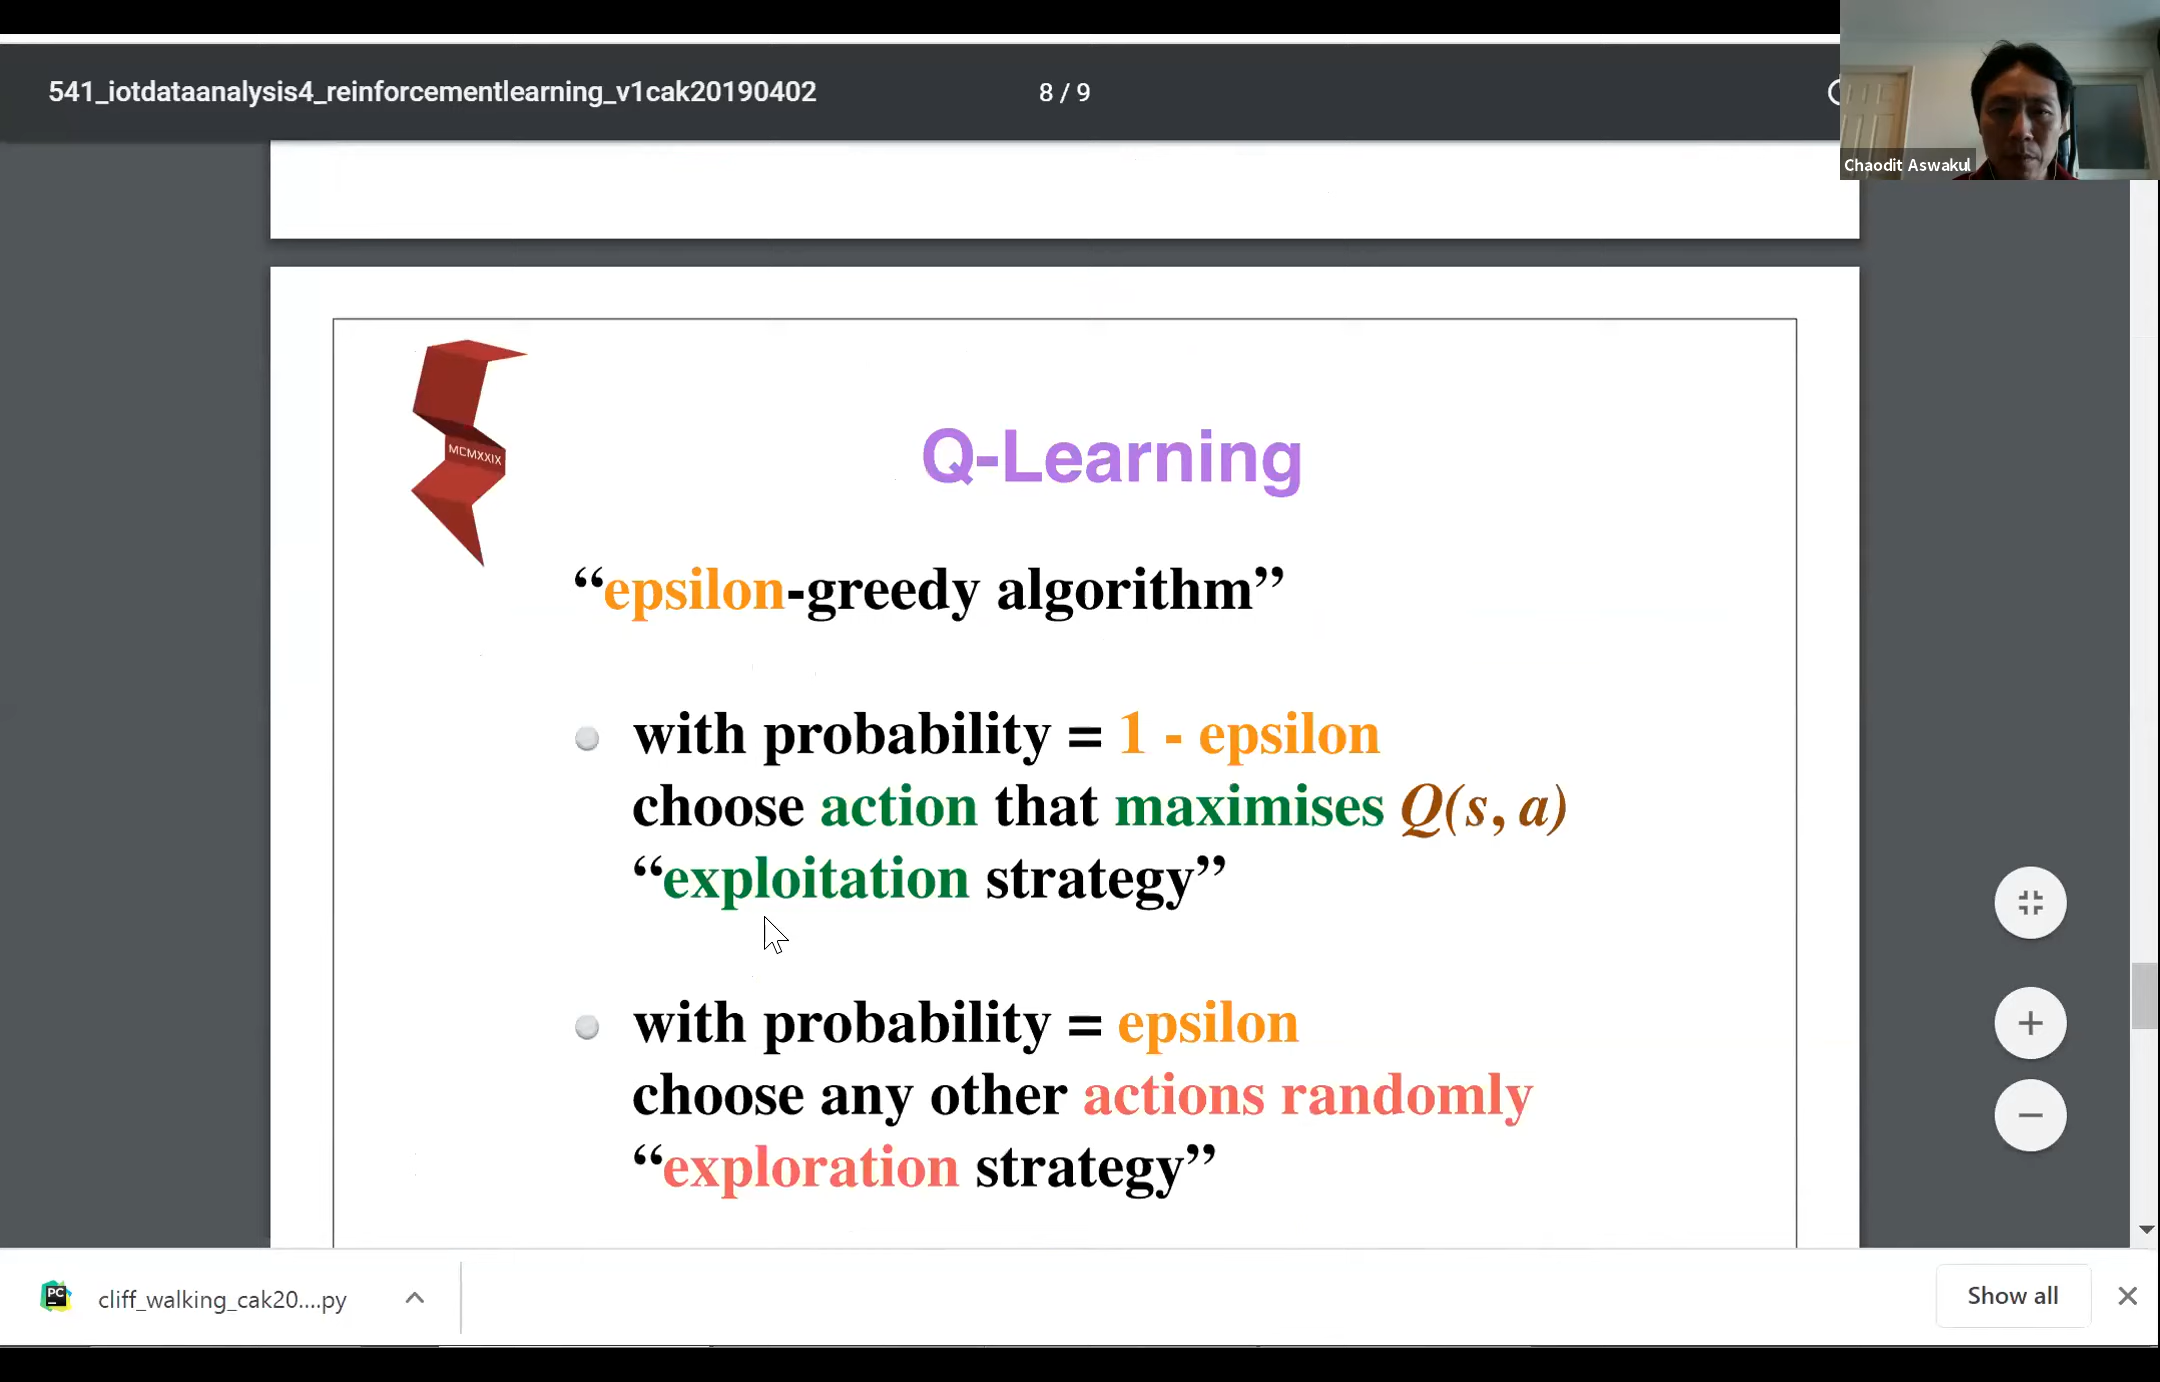 541_iotdataanalysis4_reinforcementlearning_v1cak20190402
8 / 9
Chaodit Aswakul
MCMXXIX
Q-Learning
“epsilon-greedy algorithm”
with probability = 1 - epsilon
choose action that maximises Q(s, a)
“exploitation strategy”
with probability = epsilon
choose any other actions randomly
“exploration strategy”
PC
cliff_walking_cak20....py
Show all